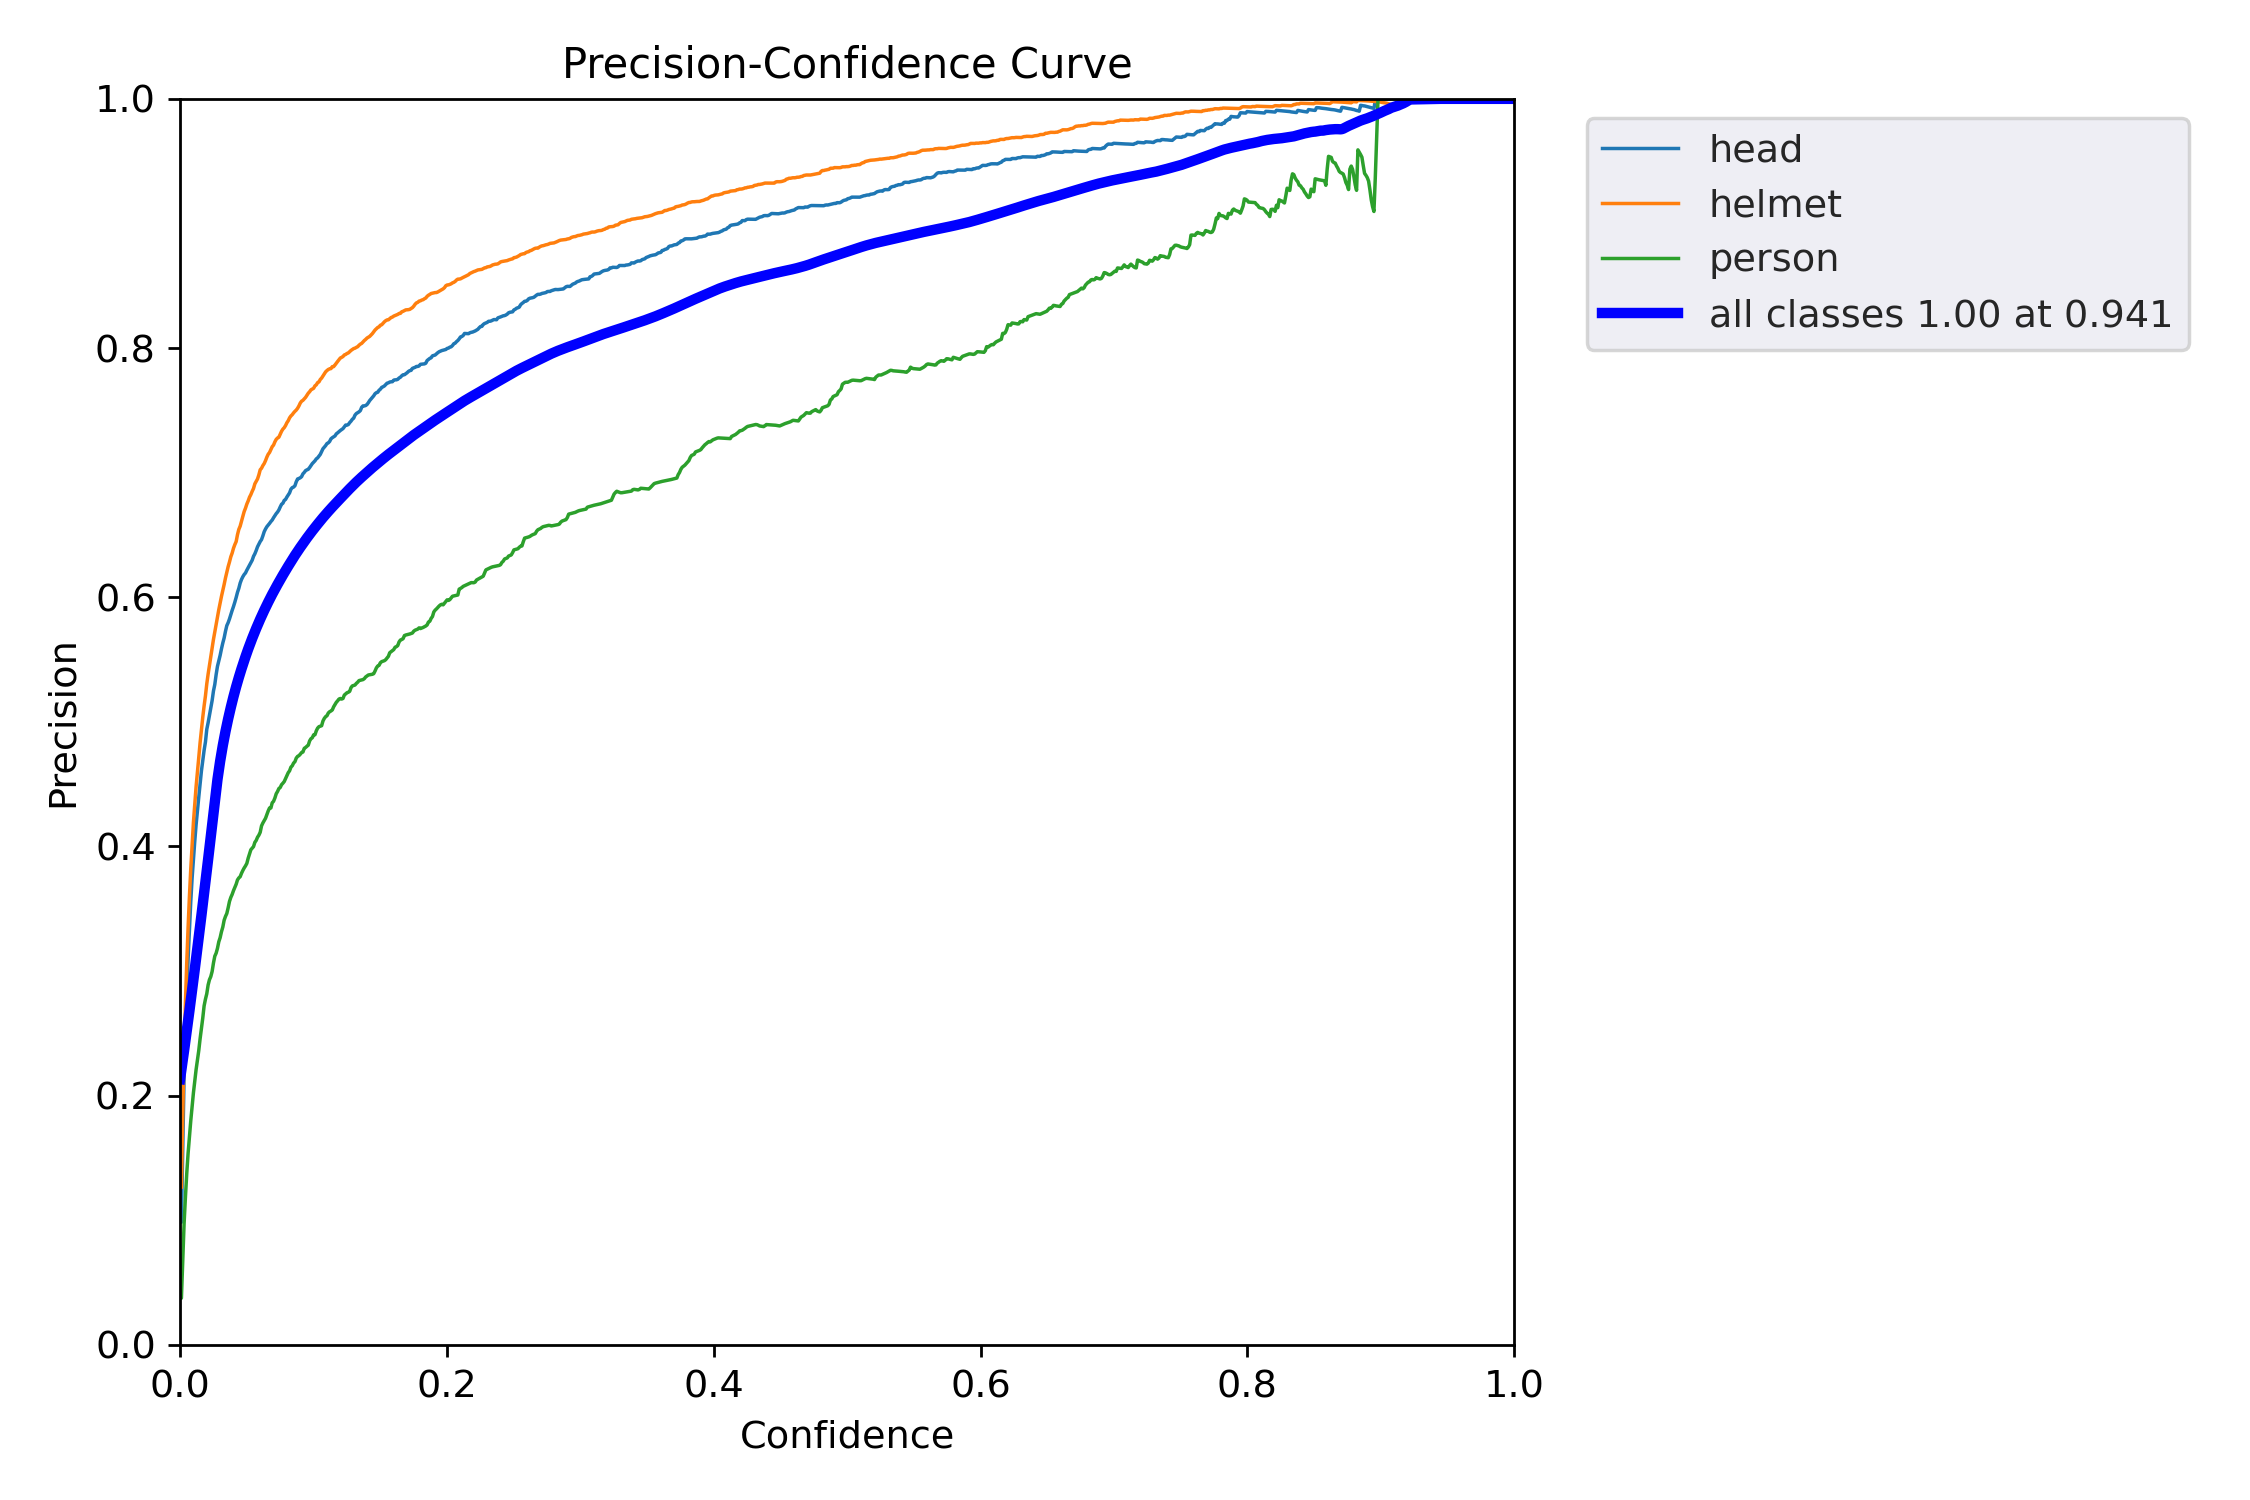 Precision-Confidence Curve
1.0
0.8
0.6
0.4
0.2
0.0
Precision
0.0 0.2 0.4 0.6 0.8 1.0
Confidence
head
helmet
person
all classes 1.00 at 0.941